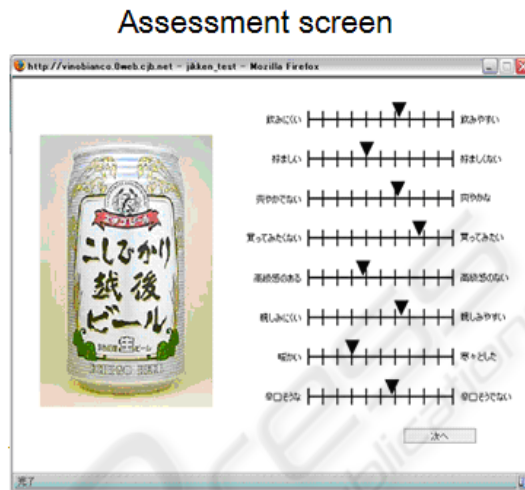 Assessment screen
http://vinobianco.0web.cjb.net - jikken_test - Mozilla Firefox
飲みにくい 飲みやすい
好ましい 好ましくない
爽やかでない 爽やかな
買ってみたくない 買ってみたい
高級感のある 高級感のない
親しみにくい 親しみやすい
暖かい 寒々とした
辛口そうな 辛口そうでない
こしひかり
越後
ビール
次へ
完了